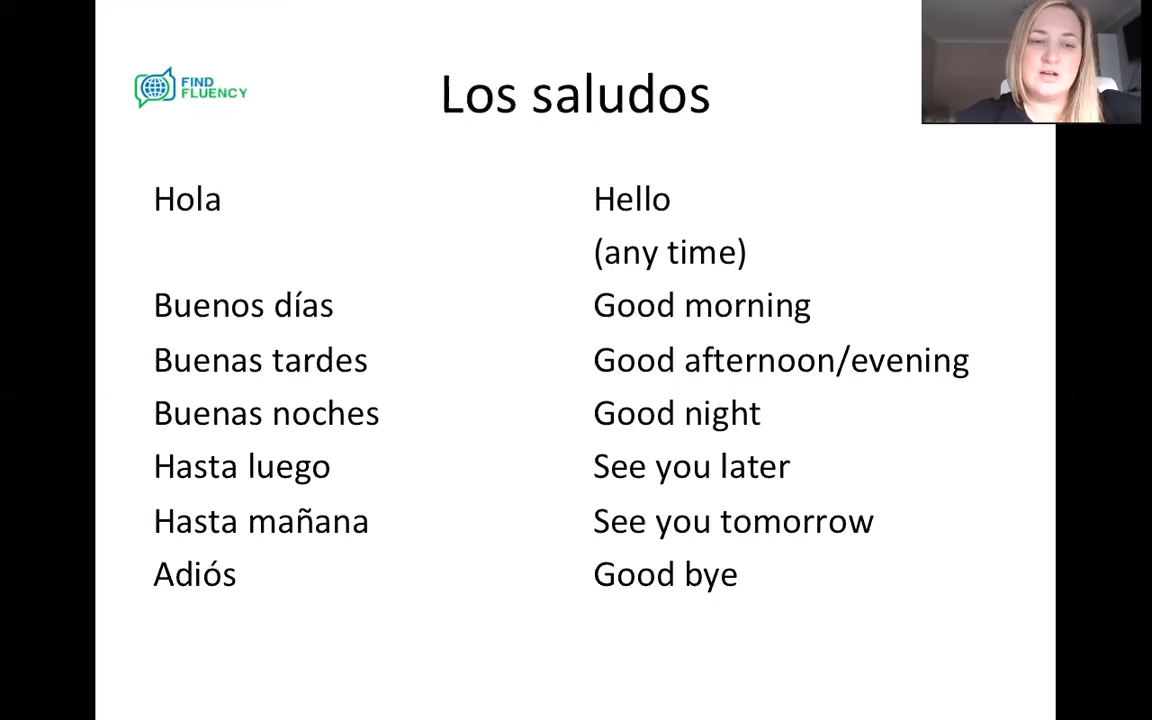 FIND
FLUENCY
Los saludos
Hola Hello
(any time)
Buenos días Good morning
Buenas tardes Good afternoon/evening
Buenas noches Good night
Hasta luego See you later
Hasta mañana See you tomorrow
Adiós Good bye